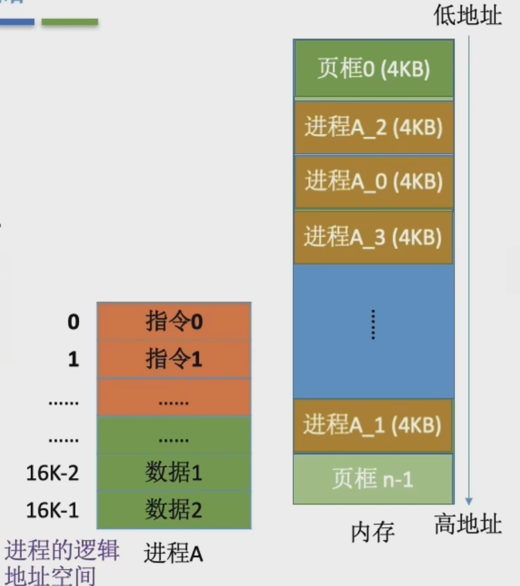 低地址
页框0 (4KB)
进程A_2 (4KB)
进程A_0 (4KB)
进程A_3 (4KB)
......
进程A_1 (4KB)
页框 n-1
内存
高地址
0 指令0
1 指令1
...... ......
...... ......
16K-2 数据1
16K-1 数据2
进程的逻辑
地址空间
进程A